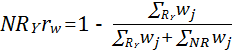 NR_Y r_w = 1 - \frac{\sum_{R_Y} w_j}{\sum_{R_Y} w_j + \sum_{NR} w_j}